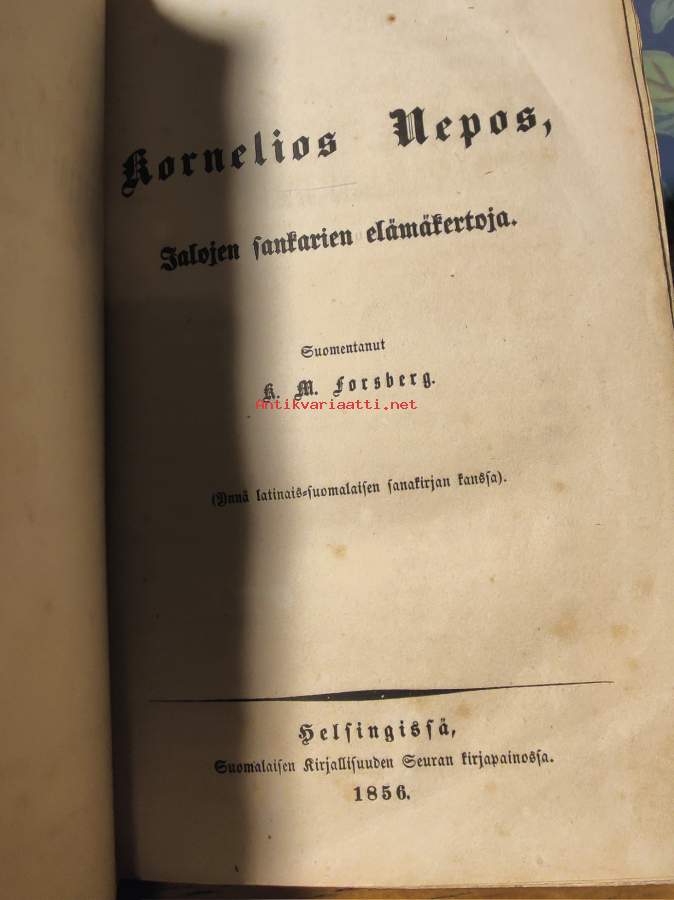 Kornelios Nepos,
Jalojen sankarien elämäkertoja.
Suomentanut
K. M. Forsberg.
Antikvariaatti.net
(Ynnä latinais-suomalaisen sanakirjan kanssa).
Helsingissä,
Suomalaisen Kirjallisuuden Seuran kirjapainossa.
1856.